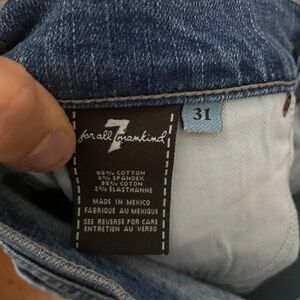 31
for all 7 mankind
98% COTTON
2% SPANDEX
98% COTON
2% ELASTHANNE
MADE IN MEXICO
FABRIQUÉ AU MEXIQUE
SEE REVERSE FOR CARE
ENTRETIEN AU VERSO